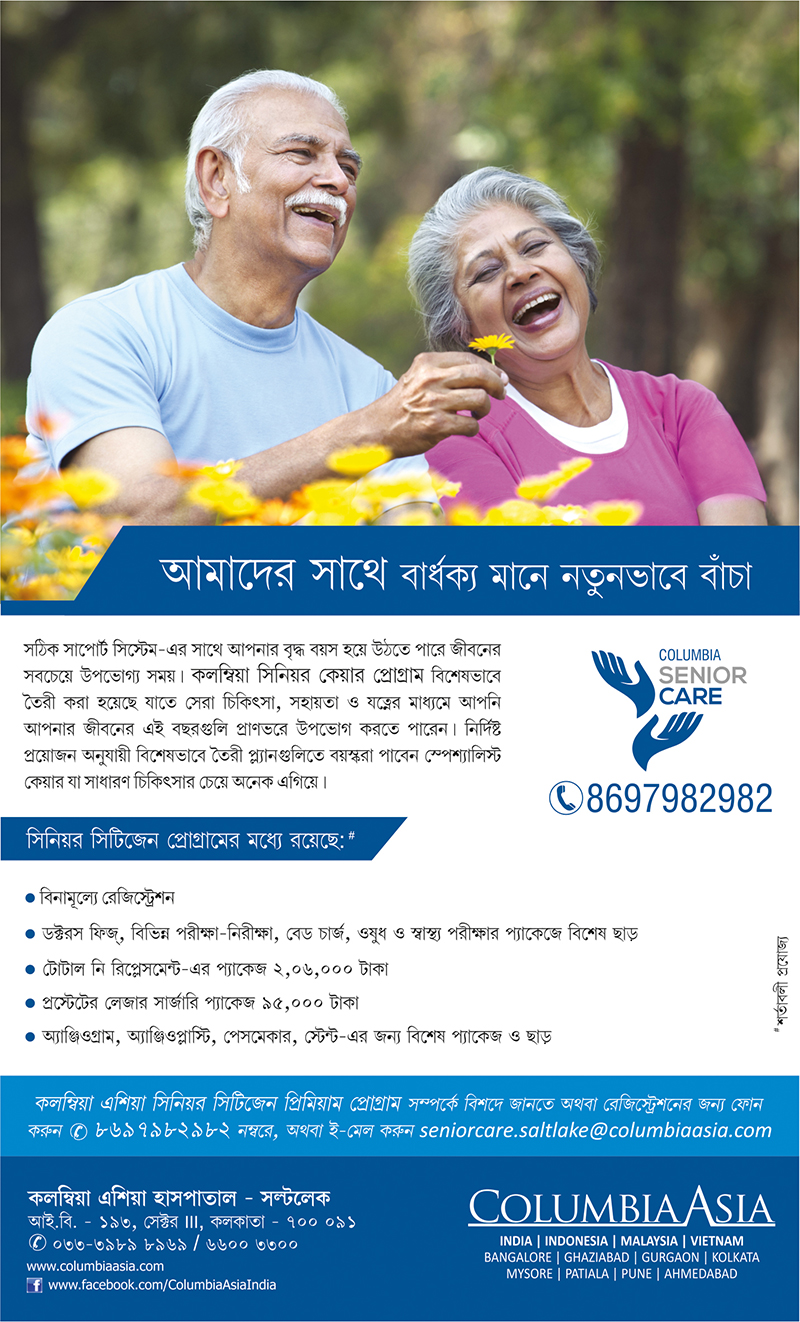 আমাদের সাথে বার্ধক্য মানে নতুনভাবে বাঁচা
সঠিক সাপোর্ট সিস্টেম-এর সাথে আপনার বৃদ্ধ বয়স হয়ে উঠতে পারে জীবনের
সবচেয়ে উপভোগ্য সময়। কলম্বিয়া সিনিয়র কেয়ার প্রোগ্রাম বিশেষভাবে
তৈরী করা হয়েছে যাতে সেরা চিকিৎসা, সহায়তা ও যত্নের মাধ্যমে আপনি
আপনার জীবনের এই বছরগুলি প্রাণভরে উপভোগ করতে পারেন। নির্দিষ্ট
প্রয়োজন অনুযায়ী বিশেষভাবে তৈরী প্ল্যানগুলিতে বয়স্করা পাবেন স্পেশ্যালিস্ট
কেয়ার যা সাধারণ চিকিৎসার চেয়ে অনেক এগিয়ে।
COLUMBIA
SENIOR
CARE
8697982982
সিনিয়র সিটিজেন প্রোগ্রামের মধ্যে রয়েছে:#
• বিনামূল্যে রেজিস্ট্রেশন
• ডক্টরস ফিজ্, বিভিন্ন পরীক্ষা-নিরীক্ষা, বেড চার্জ, ওষুধ ও স্বাস্থ্য পরীক্ষার প্যাকেজে বিশেষ ছাড়
• টোটাল নি রিপ্লেসমেন্ট-এর প্যাকেজ ২,০৬,০০০ টাকা
• প্রস্টেটের লেজার সার্জারি প্যাকেজ ৯৫,০০০ টাকা
• অ্যাঞ্জিওগ্রাম, অ্যাঞ্জিওপ্লাস্টি, পেসমেকার, স্টেন্ট-এর জন্য বিশেষ প্যাকেজ ও ছাড়
#শর্তাবলী প্রযোজ্য
কলম্বিয়া এশিয়া সিনিয়র সিটিজেন প্রিমিয়াম প্রোগ্রাম সম্পর্কে বিশদে জানতে অথবা রেজিস্ট্রেশনের জন্য ফোন
করুন ৮৬৯৭৯৮২৯৮২ নম্বরে, অথবা ই-মেল করুন seniorcare.saltlake@columbiaasia.com
কলম্বিয়া এশিয়া হাসপাতাল - সল্টলেক
আই.বি. - ১৯৩, সেক্টর III, কলকাতা - ৭০০ ০৯১
০৩৩-৩৯৮৯ ৮৯৬৯ / ৬৬০০ ৩৩০০
www.columbiaasia.com
www.facebook.com/ColumbiaAsiaIndia
COLUMBIA ASIA
INDIA | INDONESIA | MALAYSIA | VIETNAM
BANGALORE | GHAZIABAD | GURGAON | KOLKATA
MYSORE | PATIALA | PUNE | AHMEDABAD